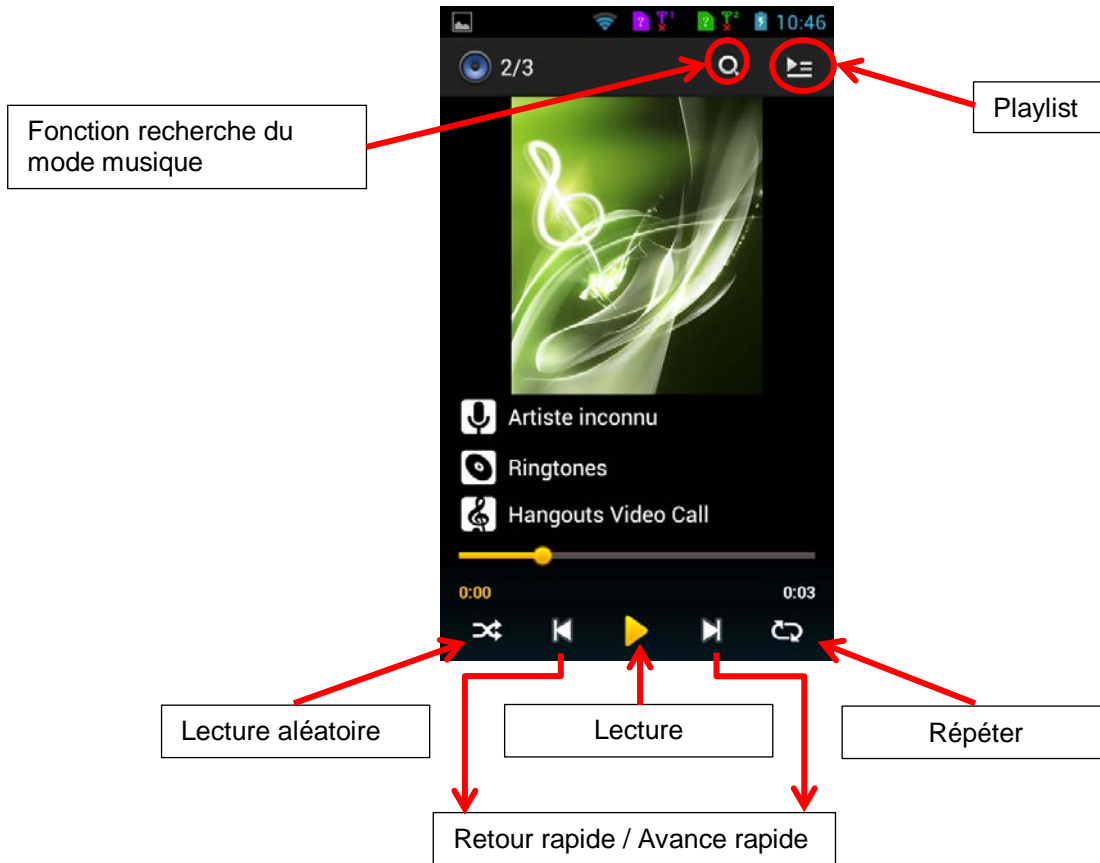 10:46
2/3
Playlist
Fonction recherche du
mode musique
Artiste inconnu
Ringtones
Hangouts Video Call
0:00
0:03
Lecture aléatoire
Lecture
Répéter
Retour rapide / Avance rapide